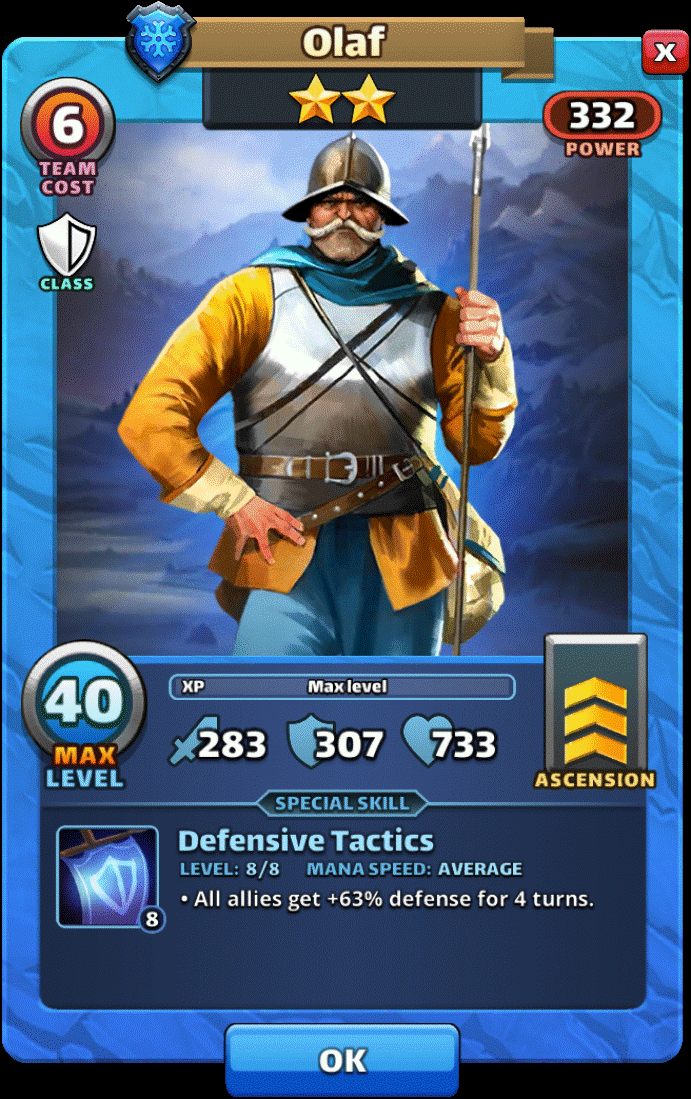 Olaf
X
6
TEAM
COST
332
POWER
CLASS
40
MAX
LEVEL
XP Max level
283 307 733
ASCENSION
SPECIAL SKILL
Defensive Tactics
LEVEL: 8/8 MANA SPEED: AVERAGE
• All allies get +63% defense for 4 turns.
8
OK